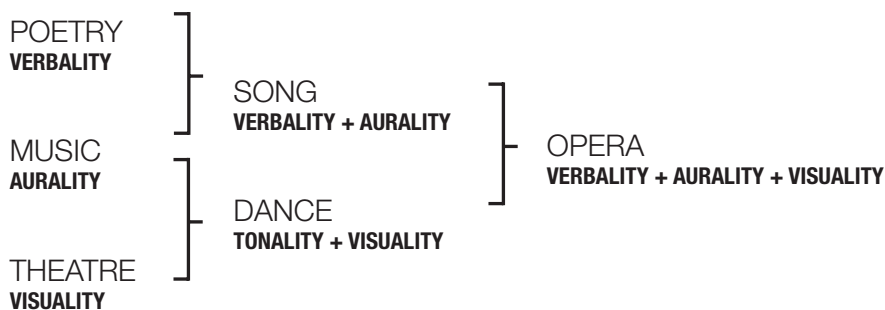 POETRY
VERBALITY
MUSIC
AURALITY
THEATRE
VISUALITY
SONG
VERBALITY + AURALITY
DANCE
TONALITY + VISUALITY
OPERA
VERBALITY + AURALITY + VISUALITY